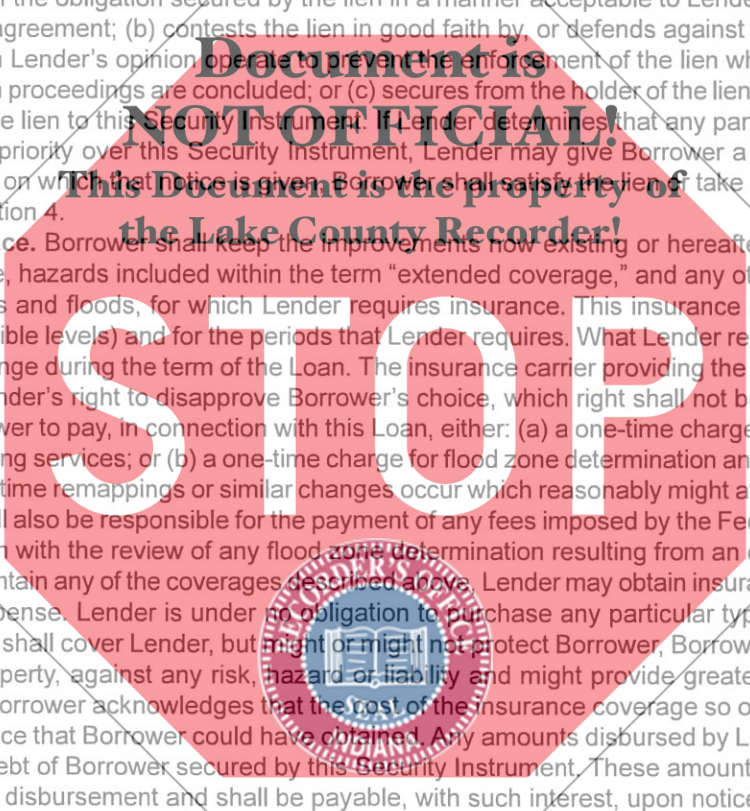 the obligation secured by the lien in a manner acceptable to Lende
agreement; (b) contests the lien in good faith by, or defends against
Document is
Lender's opinion operate to prevent the enforcement of the lien wh
proceedings are concluded; or (c) secures from the holder of the lien
NOT OFFICIAL!
e lien to this Security Instrument. If Lender determines that any par
priority over this Security Instrument, Lender may give Borrower a
This Document is the property of
on which that notice is given, Borrower shall satisfy the lien or take
tion 4.
the Lake County Recorder!
ce. Borrower shall keep the improvements now existing or hereafte
, hazards included within the term “extended coverage,” and any o
s and floods, for which Lender requires insurance. This insurance
ible levels) and for the periods that Lender requires. What Lender re
nge during the term of the Loan. The insurance carrier providing the
STOP
nder's right to disapprove Borrower's choice, which right shall not b
wer to pay, in connection with this Loan, either: (a) a one-time charge
ng services; or (b) a one-time charge for flood zone determination an
time remappings or similar changes occur which reasonably might a
l also be responsible for the payment of any fees imposed by the Fe
n with the review of any flood zone determination resulting from an
RECORDER'S OFFICE
ntain any of the coverages described above, Lender may obtain insura
pense. Lender is under no obligation to purchase any particular typ
shall cover Lender, but might or might not protect Borrower, Borrow
perty, against any risk, hazard or liability and might provide greate
SEAL
orrower acknowledges that the cost of the insurance coverage so o
INDIANA
ce that Borrower could have obtained. Any amounts disbursed by L
ebt of Borrower secured by this Security Instrument. These amount
disbursement and shall be payable, with such interest, upon notic